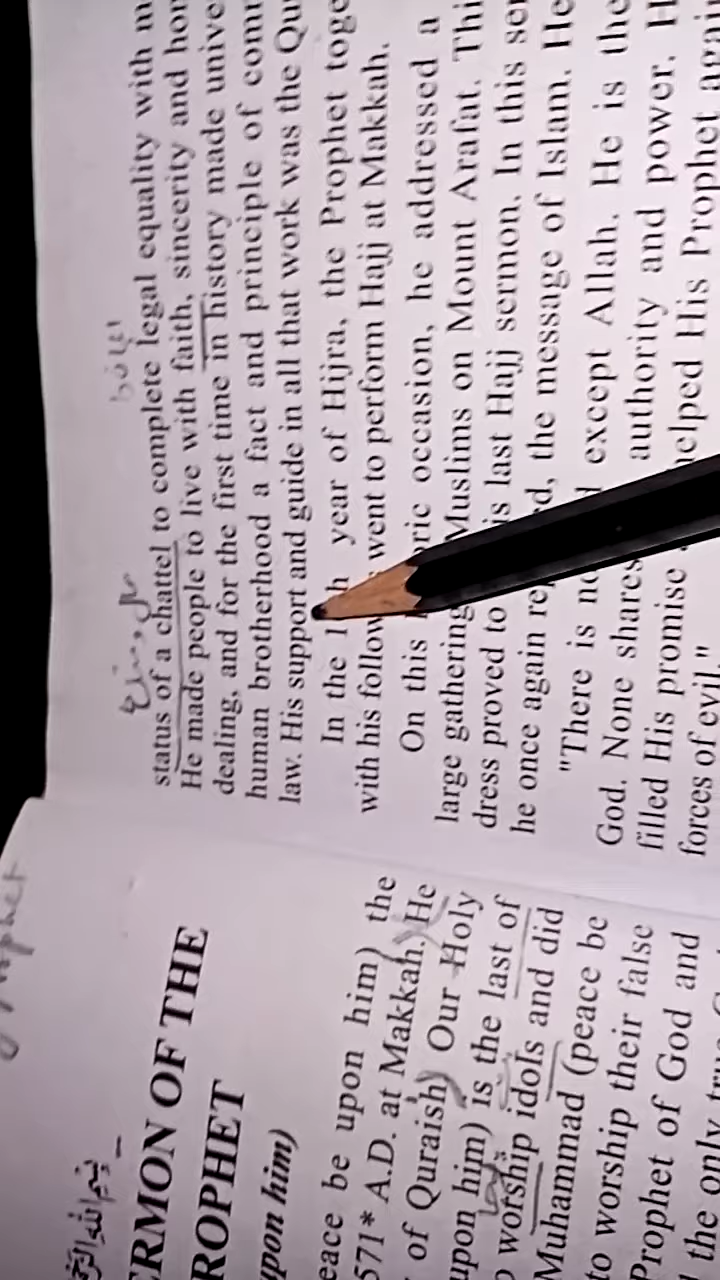 بسم الله
ERMON OF THE
ROPHET
upon him)
eace be upon him) the
571* A.D. at Makkah. He
of Quraish) Our Holy
upon him) is the last of
worship idols and did
Muhammad (peace be
to worship their false
Prophet of God and
the only
status of a chattel to complete legal equality with m
He made people to live with faith, sincerity and hon
dealing, and for the first time in history made unive
human brotherhood a fact and principle of com
law. His support and guide in all that work was the Qu
In the year of Hijra, the Prophet toge
with his follow went to perform Hajj at Makkah.
On this ric occasion, he addressed a
large gathering Muslims on Mount Arafat. Thi
dress proved to is last Hajj sermon. In this ser
he once again re rd, the message of Islam. He
"There is no except Allah. He is the
God. None shares authority and power. H
filled His promise helped His Prophet agai
forces of evil."